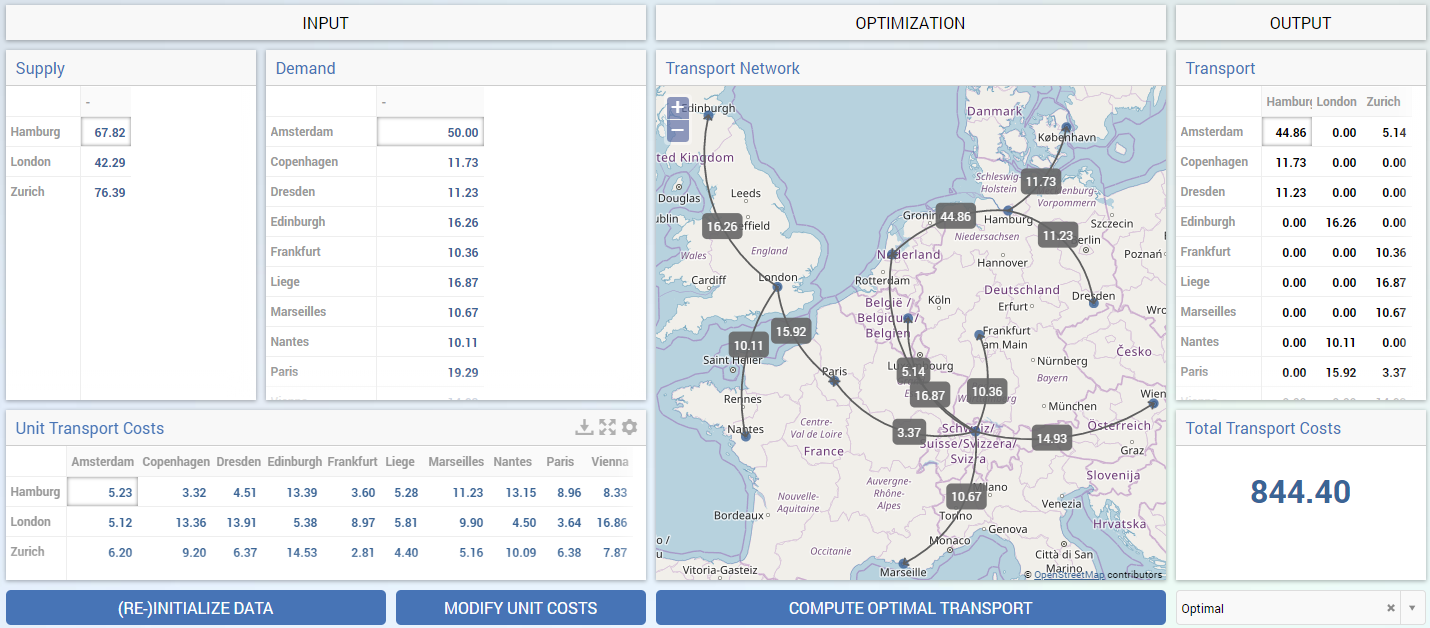 INPUT
OPTIMIZATION
OUTPUT
Supply
-
Hamburg 67.82
London 42.29
Zurich 76.39
Demand
-
Amsterdam 50.00
Copenhagen 11.73
Dresden 11.23
Edinburgh 16.26
Frankfurt 10.36
Liege 16.87
Marseilles 10.67
Nantes 10.11
Paris 19.29
Unit Transport Costs
Amsterdam Copenhagen Dresden Edinburgh Frankfurt Liege Marseilles Nantes Paris Vienna
Hamburg 5.23 3.32 4.51 13.39 3.60 5.28 11.23 13.15 8.96 8.33
London 5.12 13.36 13.91 5.38 8.97 5.81 9.90 4.50 3.64 16.86
Zurich 6.20 9.20 6.37 14.53 2.81 4.40 5.16 10.09 6.38 7.87
(RE-)INITIALIZE DATA
MODIFY UNIT COSTS
Transport Network
+
−
dinburgh
Danmark
København
ted Kingdom
Schleswig-
Holstein
11.73
enburg-
Vorpommern
Douglas
Leeds
ublin
effield
16.26
Gronin
44.86
Hamburg
Szczecin
11.23
erlin
Niedersachsen
Wales
England
Nederland
Hannover
Poznań
Cardiff
London
Rotterdam
Deutschland
België /
Belgique /
Belgien
Köln
Erfurt
Dresden
Wro
15.92
10.11
Frankfurt
am Main
Saint Helier
Česko
Nürnberg
Paris
5.14
Bayern
16.87
10.36
Rennes
München
Wien
Österreich
Centre-
Val de Loire
Nantes
3.37
Schweiz/
Suisse/Svizzera/
Svizra
14.93
France
Graz
Slovenija
Auvergne-
Rhône-
Alpes
Nouvelle-
Aquitaine
10.67
Milano
Torino
Bordeaux
Venezia
Hrvatska
Genova
Occitanie
Monaco
Città di San
Marino
o /
u
Vitoria-Gasteiz
Marseille
© OpenStreetMap contributors
COMPUTE OPTIMAL TRANSPORT
Transport
Hamburg London Zurich
Amsterdam 44.86 0.00 5.14
Copenhagen 11.73 0.00 0.00
Dresden 11.23 0.00 0.00
Edinburgh 0.00 16.26 0.00
Frankfurt 0.00 0.00 10.36
Liege 0.00 0.00 16.87
Marseilles 0.00 0.00 10.67
Nantes 0.00 10.11 0.00
Paris 0.00 15.92 3.37
Total Transport Costs
844.40
Optimal